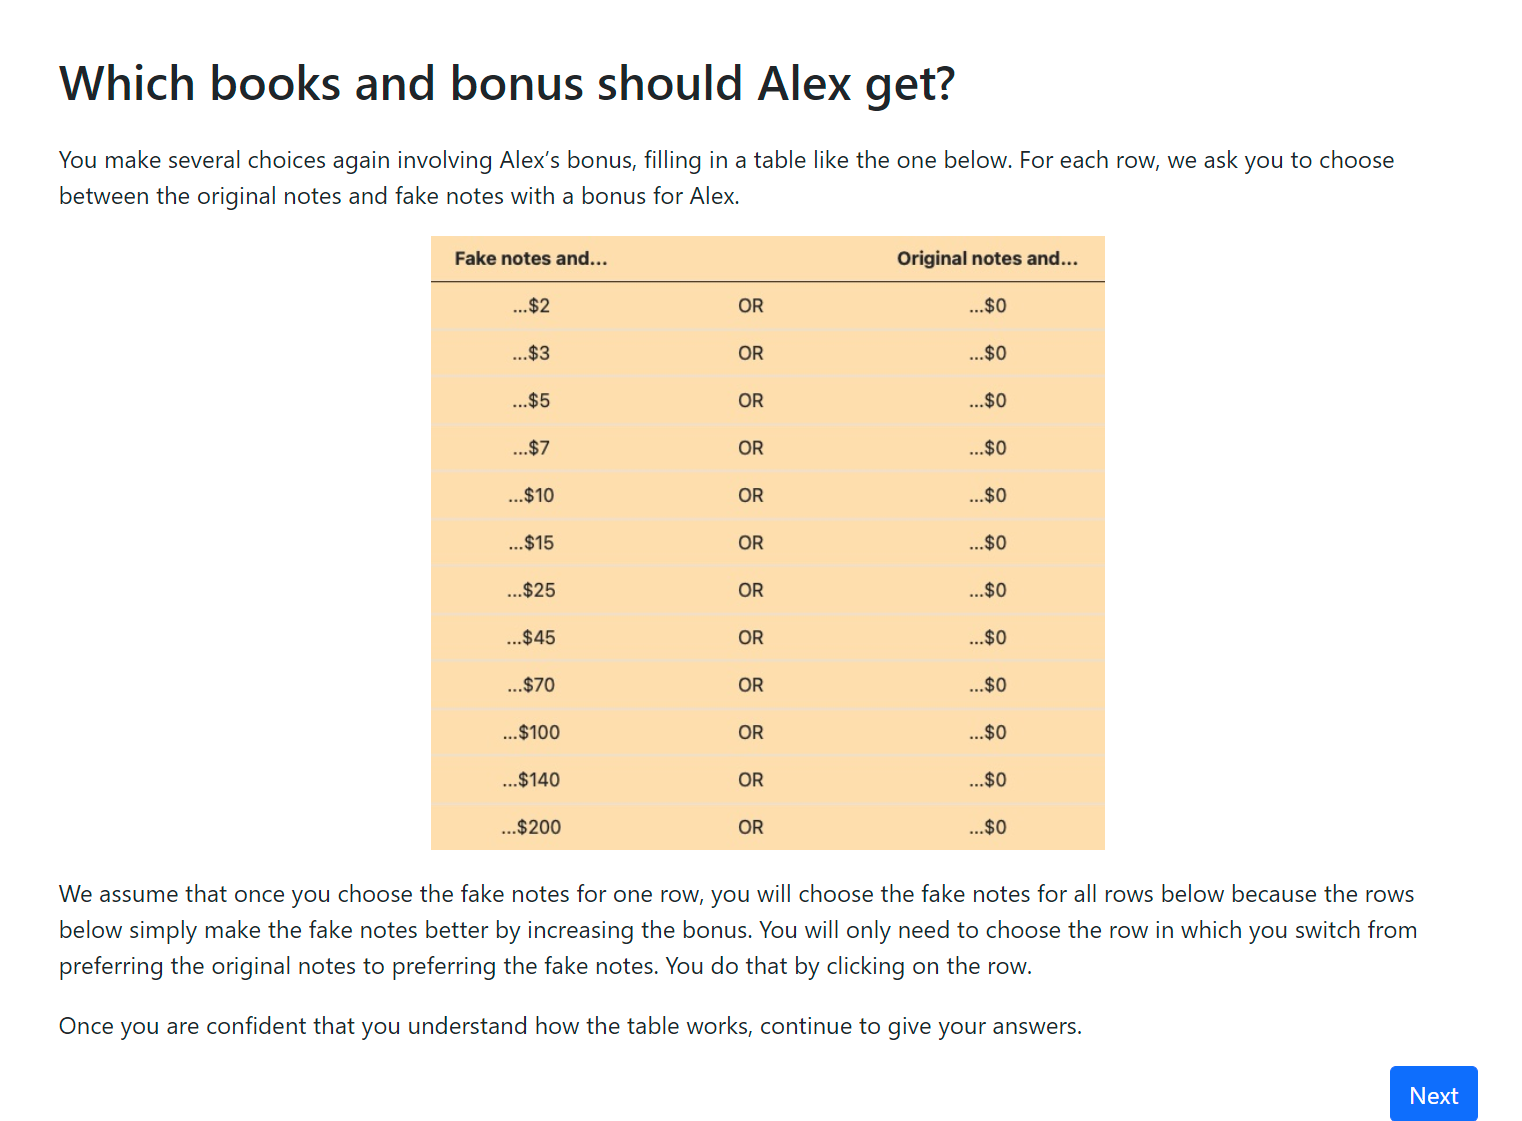 Which books and bonus should Alex get?
You make several choices again involving Alex’s bonus, filling in a table like the one below. For each row, we ask you to choose
between the original notes and fake notes with a bonus for Alex.
Fake notes and... Original notes and...
...$2 OR ...$0
...$3 OR ...$0
...$5 OR ...$0
...$7 OR ...$0
...$10 OR ...$0
...$15 OR ...$0
...$25 OR ...$0
...$45 OR ...$0
...$70 OR ...$0
...$100 OR ...$0
...$140 OR ...$0
...$200 OR ...$0
We assume that once you choose the fake notes for one row, you will choose the fake notes for all rows below because the rows
below simply make the fake notes better by increasing the bonus. You will only need to choose the row in which you switch from
preferring the original notes to preferring the fake notes. You do that by clicking on the row.
Once you are confident that you understand how the table works, continue to give your answers.
Next